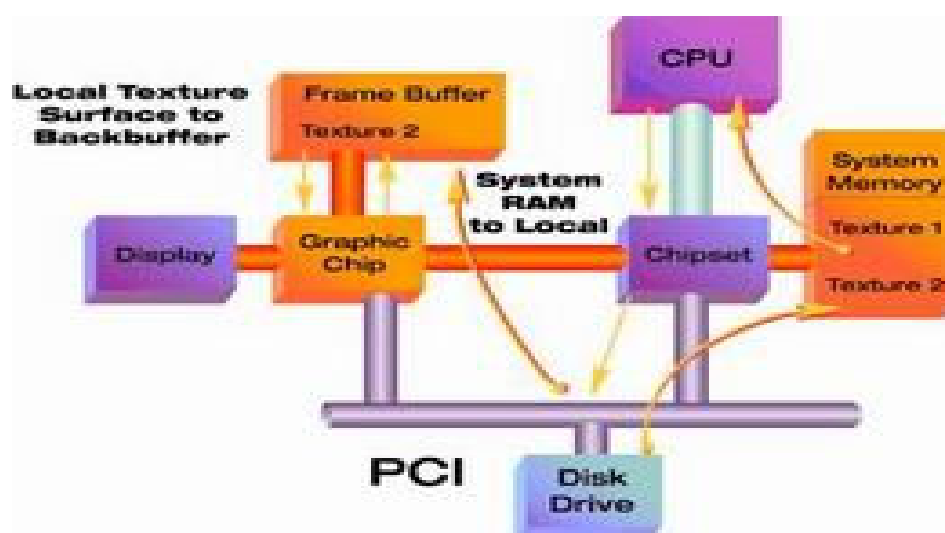 Local Texture
Surface to
Backbuffer
Frame Buffer
Texture 2
CPU
System
RAM
to Local
System
Memory
Texture 1
Texture 2
Display
Graphic
Chip
Chipset
PCI
Disk
Drive